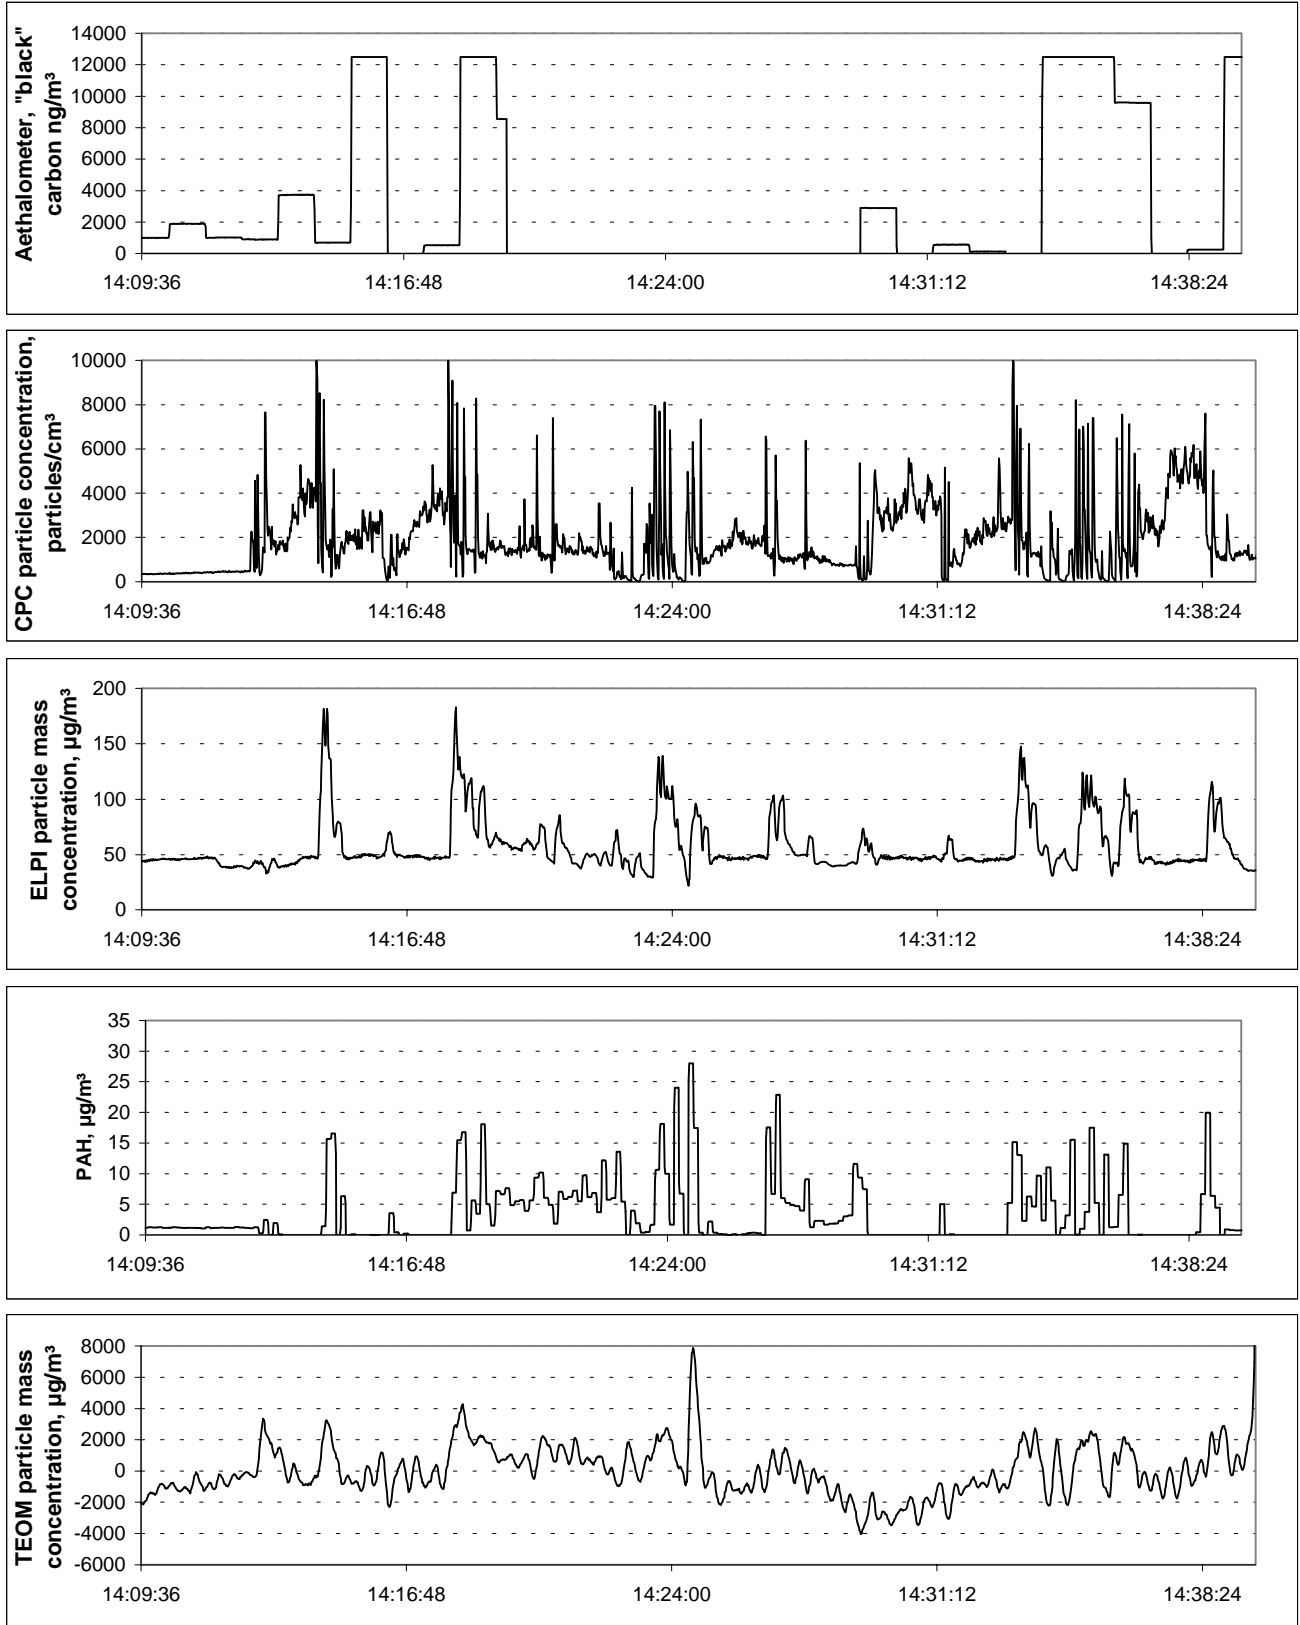 Aethalometer, "black"
carbon ng/m³
14000
12000
10000
8000
6000
4000
2000
0
14:09:36 14:16:48 14:24:00 14:31:12 14:38:24
CPC particle concentration,
particles/cm³
10000
8000
6000
4000
2000
0
14:09:36 14:16:48 14:24:00 14:31:12 14:38:24
ELPI particle mass
concentration, µg/m³
200
150
100
50
0
14:09:36 14:16:48 14:24:00 14:31:12 14:38:24
PAH, µg/m³
35
30
25
20
15
10
5
0
14:09:36 14:16:48 14:24:00 14:31:12 14:38:24
TEOM particle mass
concentration, µg/m³
8000
6000
4000
2000
0
-2000
-4000
-6000
14:09:36 14:16:48 14:24:00 14:31:12 14:38:24